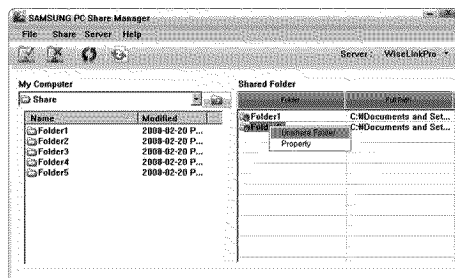 SAMSUNG PC Share Manager
File Share Server Help
Server : WiseLinkPro
My Computer
Shared Folder
Share
Folder
Name Modified
Folder1 2008-02-20 P...
Folder2 2008-02-20 P...
Folder3 2008-02-20 P...
Folder4 2008-02-20 P...
Folder5 2008-02-20 P...
Folder1 C:₩Documents and Set...
C:₩Documents and Set...
Unshare Folder
Property